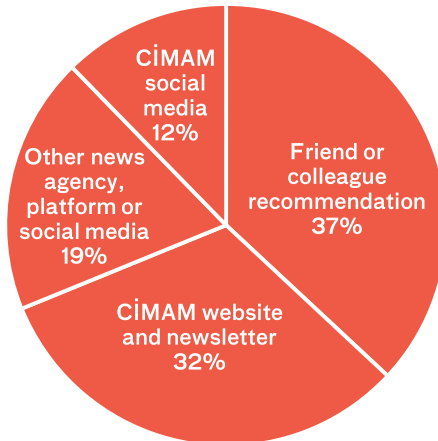 CİMAM
social
media
12%
Friend or
colleague
recommendation
37%
Other news
agency,
platform or
social media
19%
CİMAM website
and newsletter
32%